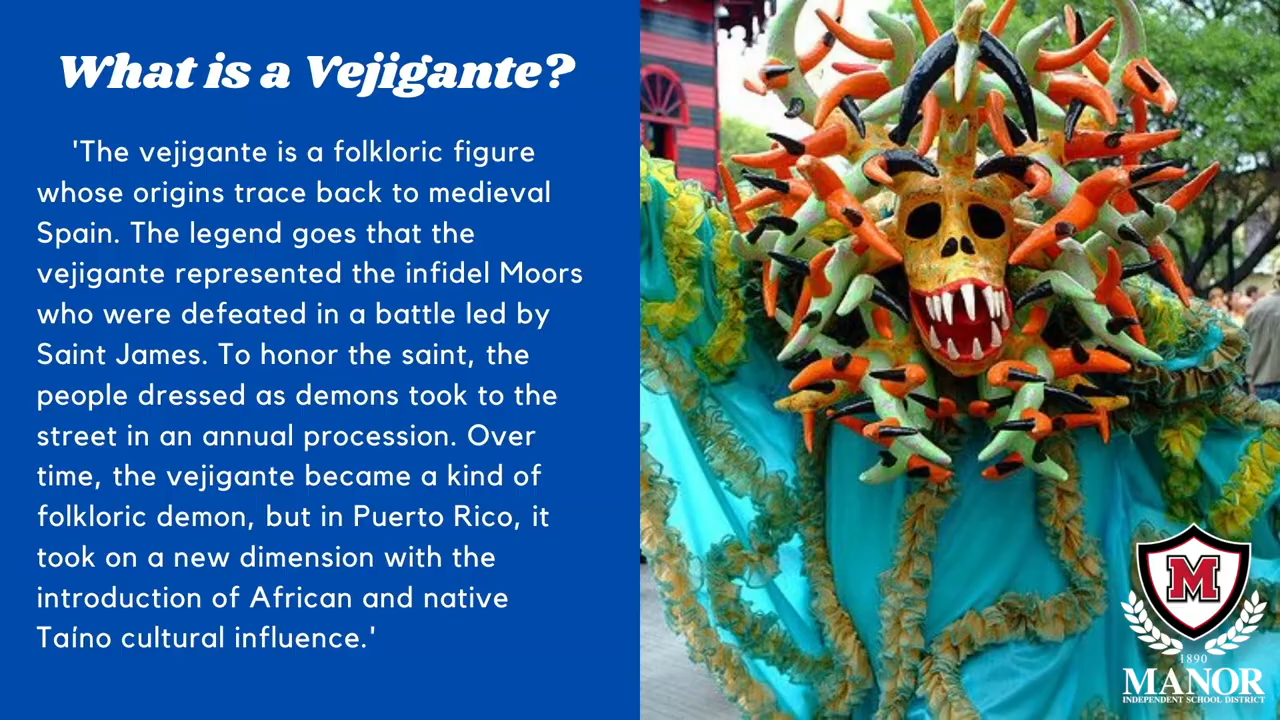 What is a Vejigante?
'The vejigante is a folkloric figure
whose origins trace back to medieval
Spain. The legend goes that the
vejigante represented the infidel Moors
who were defeated in a battle led by
Saint James. To honor the saint, the
people dressed as demons took to the
street in an annual procession. Over
time, the vejigante became a kind of
folkloric demon, but in Puerto Rico, it
took on a new dimension with the
introduction of African and native
Taíno cultural influence.'
M
1890
MANOR
INDEPENDENT SCHOOL DISTRICT